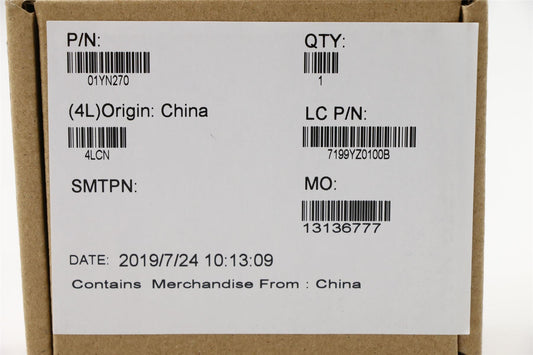 P/N:
01YN270
QTY:
1
(4L)Origin: China
4LCN
LC P/N:
7199YZ0100B
SMTPN:
MO:
13136777
DATE: 2019/7/24 10:13:09
Contains Merchandise From : China